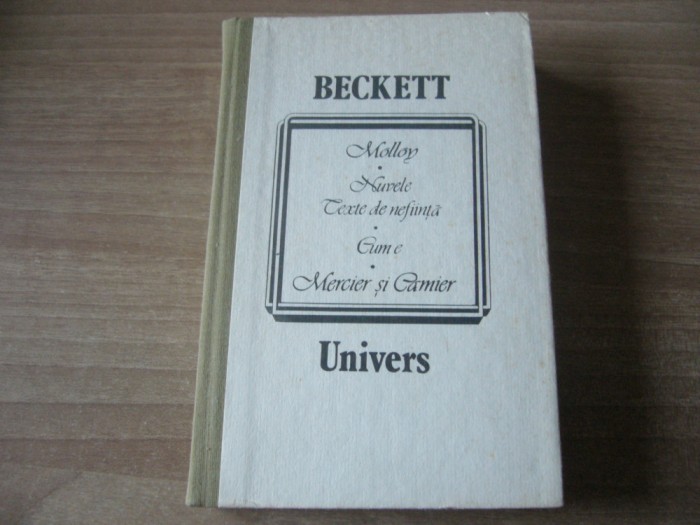 BECKETT
Molloy
•
Nuvele
Texte de neființă
•
Cum e
•
Mercier și Camier
Univers